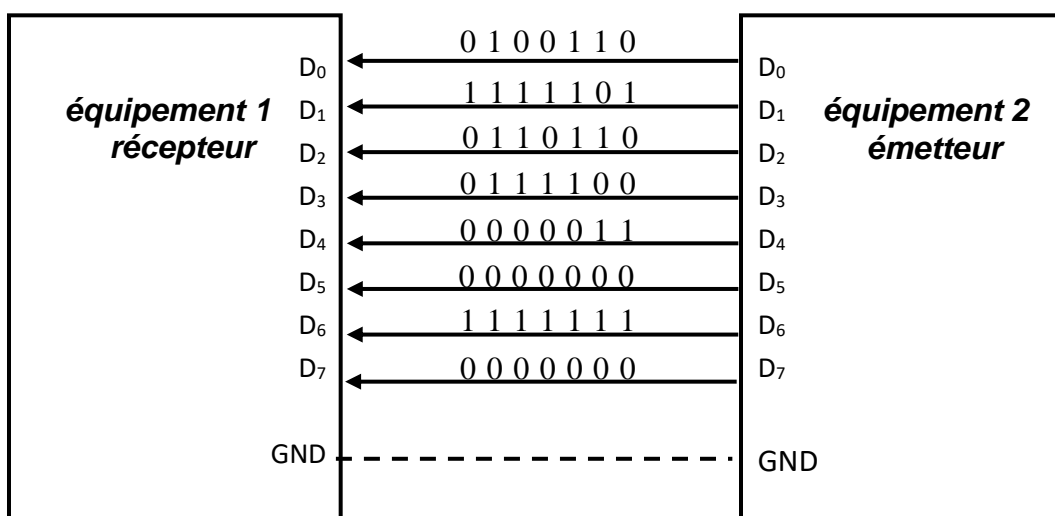 0 1 0 0 1 1 0
D₀ D₀
1 1 1 1 1 0 1
équipement 1 D₁ D₁ équipement 2
0 1 1 0 1 1 0
récepteur D₂ D₂ émetteur
0 1 1 1 1 0 0
D₃ D₃
0 0 0 0 0 1 1
D₄ D₄
0 0 0 0 0 0 0
D₅ D₅
1 1 1 1 1 1 1
D₆ D₆
0 0 0 0 0 0 0
D₇ D₇
GND GND